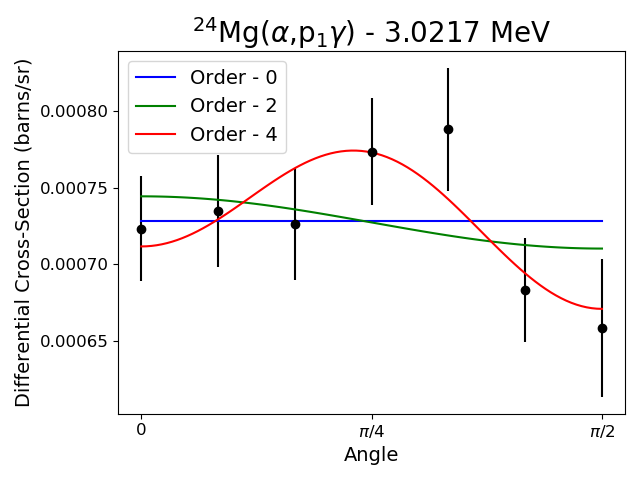 ²⁴Mg(α,p₁γ) - 3.0217 MeV
Differential Cross-Section (barns/sr)
Order - 0
Order - 2
Order - 4
0.00080
0.00075
0.00070
0.00065
0 π/4 π/2
Angle